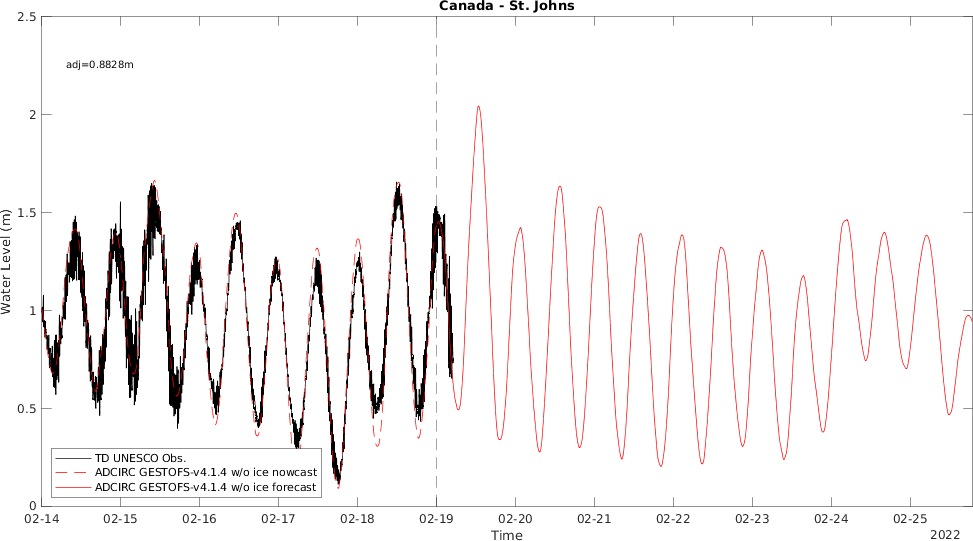 Canada - St. Johns
2.5
adj=0.8828m
2
1.5
Water Level (m)
1
0.5
TD UNESCO Obs.
ADCIRC GESTOFS-v4.1.4 w/o ice nowcast
ADCIRC GESTOFS-v4.1.4 w/o ice forecast
0
02-14 02-15 02-16 02-17 02-18 02-19 02-20 02-21 02-22 02-23 02-24 02-25
Time
2022